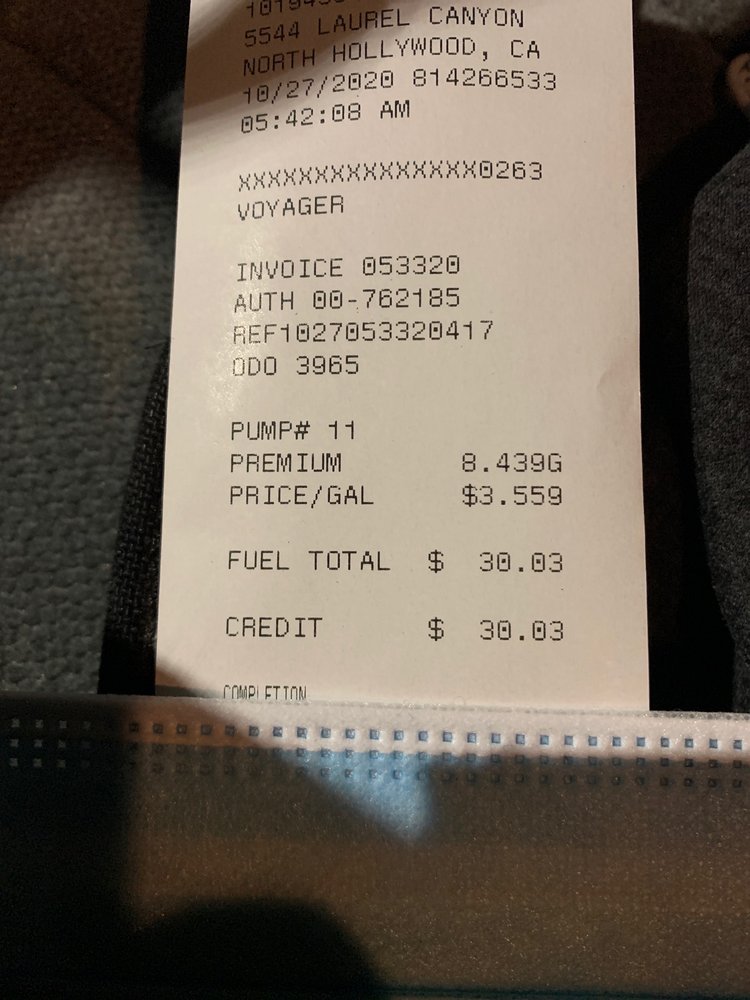 5544 LAUREL CANYON
NORTH HOLLYWOOD, CA
10/27/2020 814266533
05:42:08 AM
XXXXXXXXXXXXXXX0263
VOYAGER
INVOICE 053320
AUTH 00-762185
REF1027053320417
ODO 3965
PUMP# 11
PREMIUM 8.439G
PRICE/GAL $3.559
FUEL TOTAL $ 30.03
CREDIT $ 30.03
COMPLETION